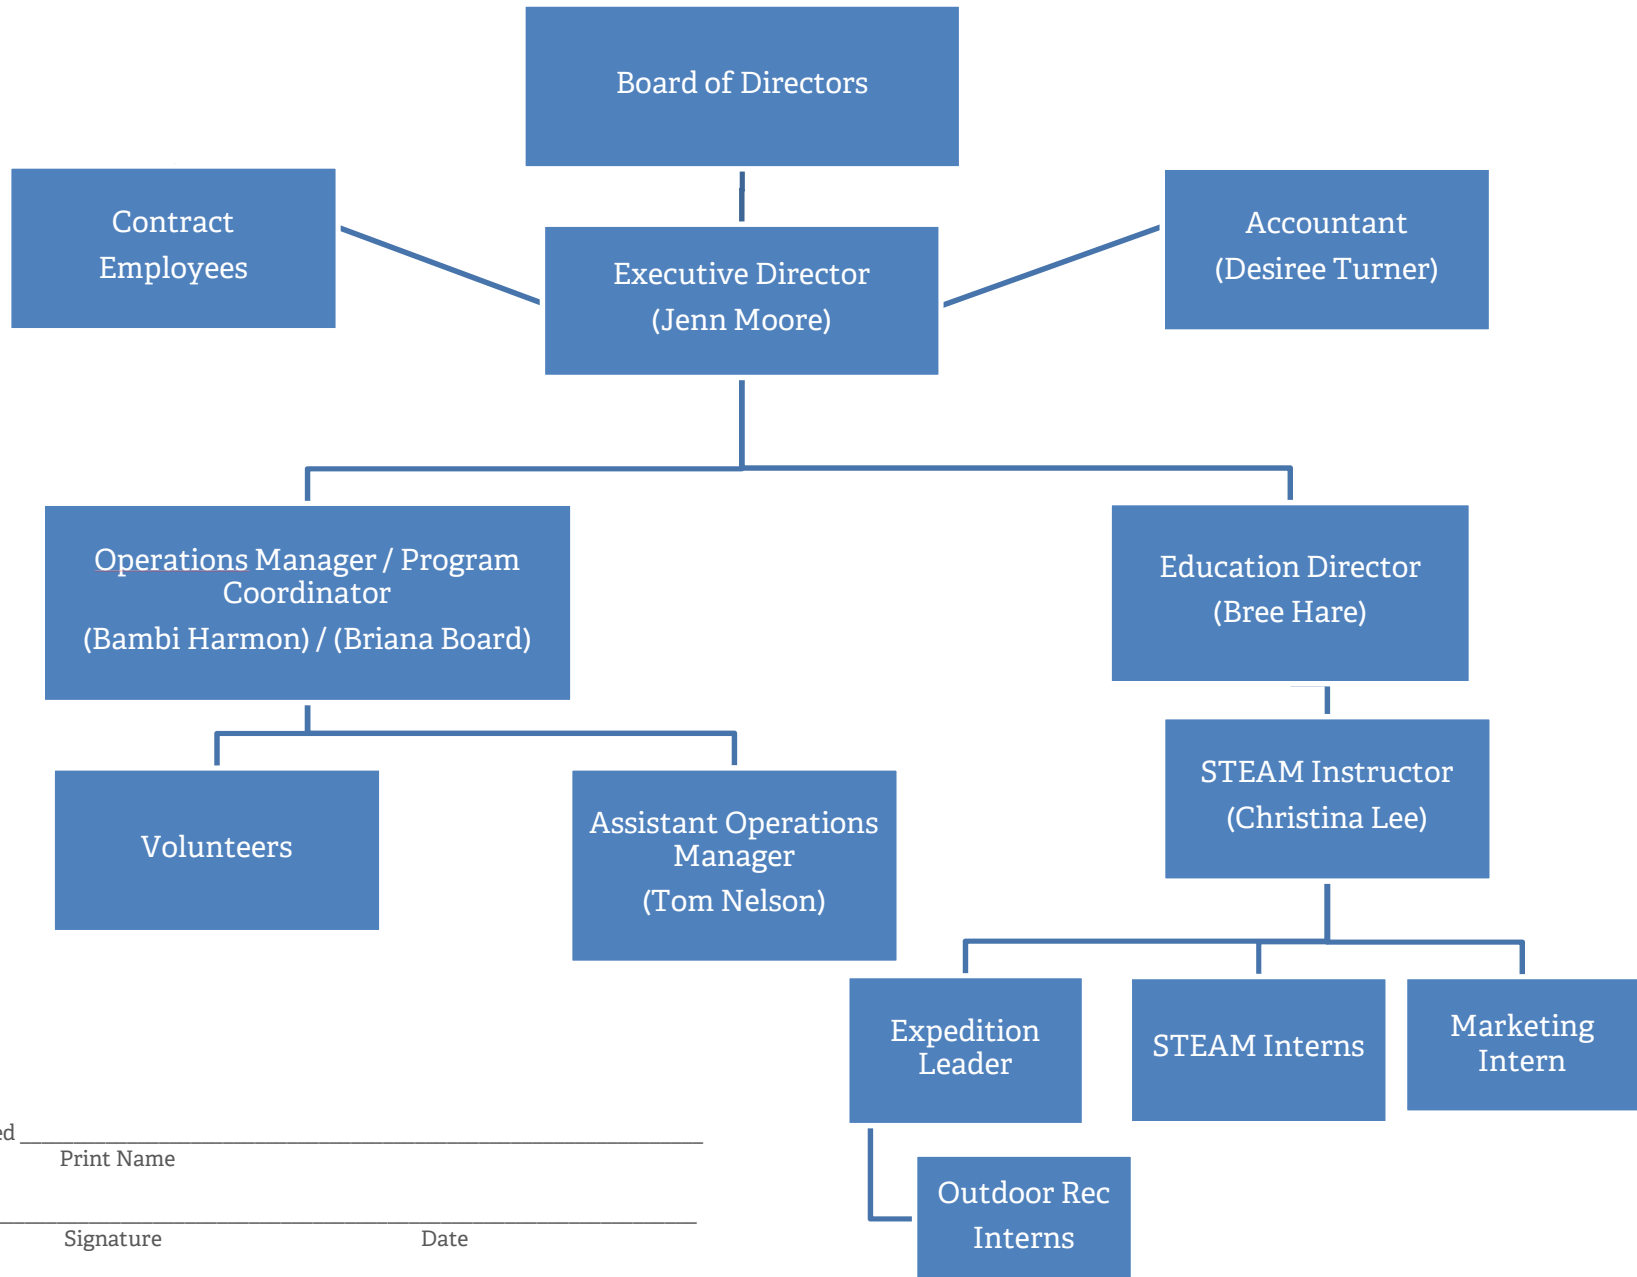 Board of Directors
Contract
Employees
Executive Director
(Jenn Moore)
Accountant
(Desiree Turner)
Operations Manager / Program
Coordinator
(Bambi Harmon) / (Briana Board)
Education Director
(Bree Hare)
Volunteers
Assistant Operations
Manager
(Tom Nelson)
STEAM Instructor
(Christina Lee)
Expedition
Leader
STEAM Interns
Marketing
Intern
Outdoor Rec
Interns
ed
Print Name
Signature Date